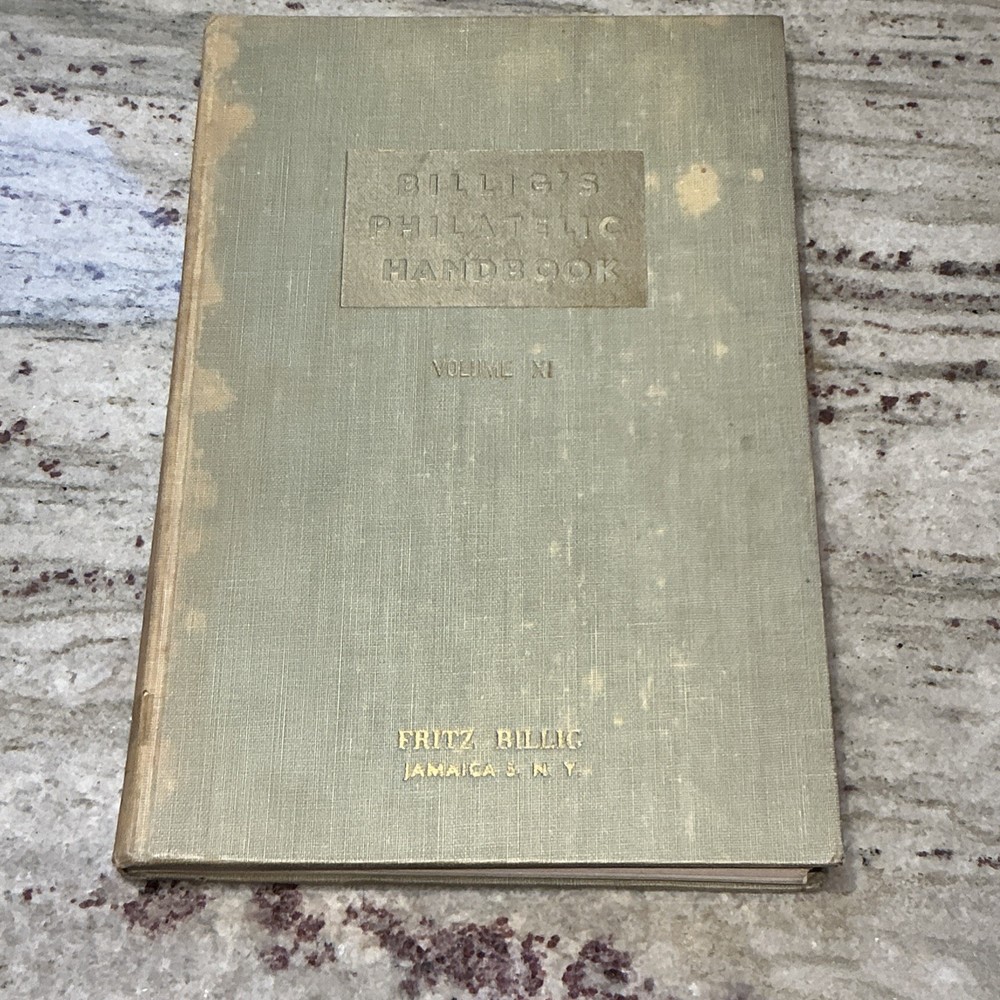 BILLIG'S
PHILATELIC
HANDBOOK
VOLUME XI
FRITZ BILLIG
JAMAICA 3, N. Y.